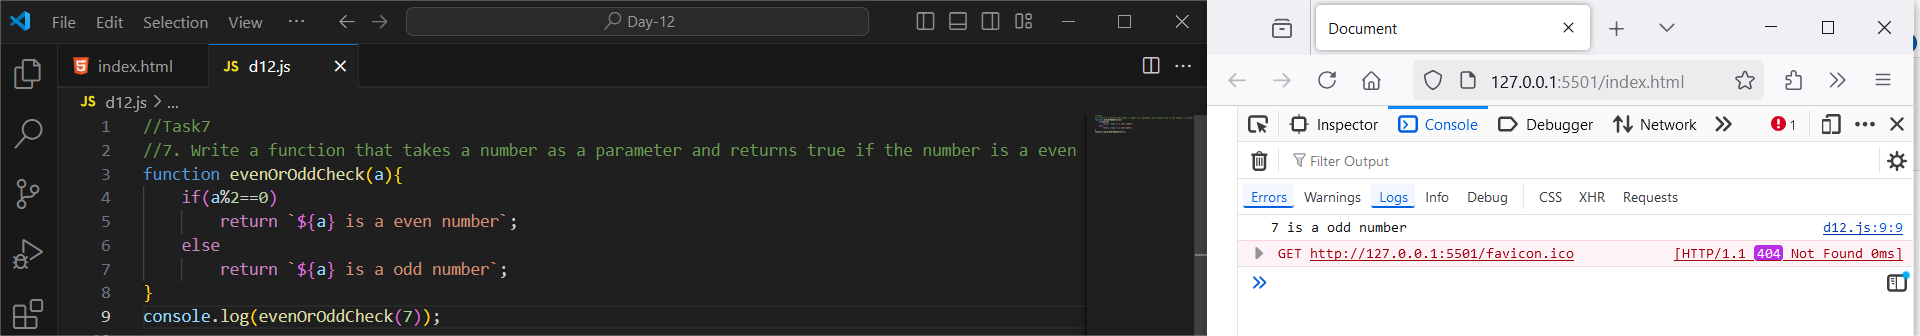 File Edit Selection View ··· Day-12
index.html JS d12.js
JS d12.js > ...
1 //Task7
2 //7. Write a function that takes a number as a parameter and returns true if the number is a even
3 function evenOrOddCheck(a){
4 if(a%2==0)
5 return `${a} is a even number`;
6 else
7 return `${a} is a odd number`;
8 }
9 console.log(evenOrOddCheck(7));
Document
127.0.0.1:5501/index.html
Inspector Console Debugger Network 1
Filter Output
Errors Warnings Logs Info Debug CSS XHR Requests
7 is a odd number d12.js:9:9
GET http://127.0.0.1:5501/favicon.ico [HTTP/1.1 404 Not Found 0ms]